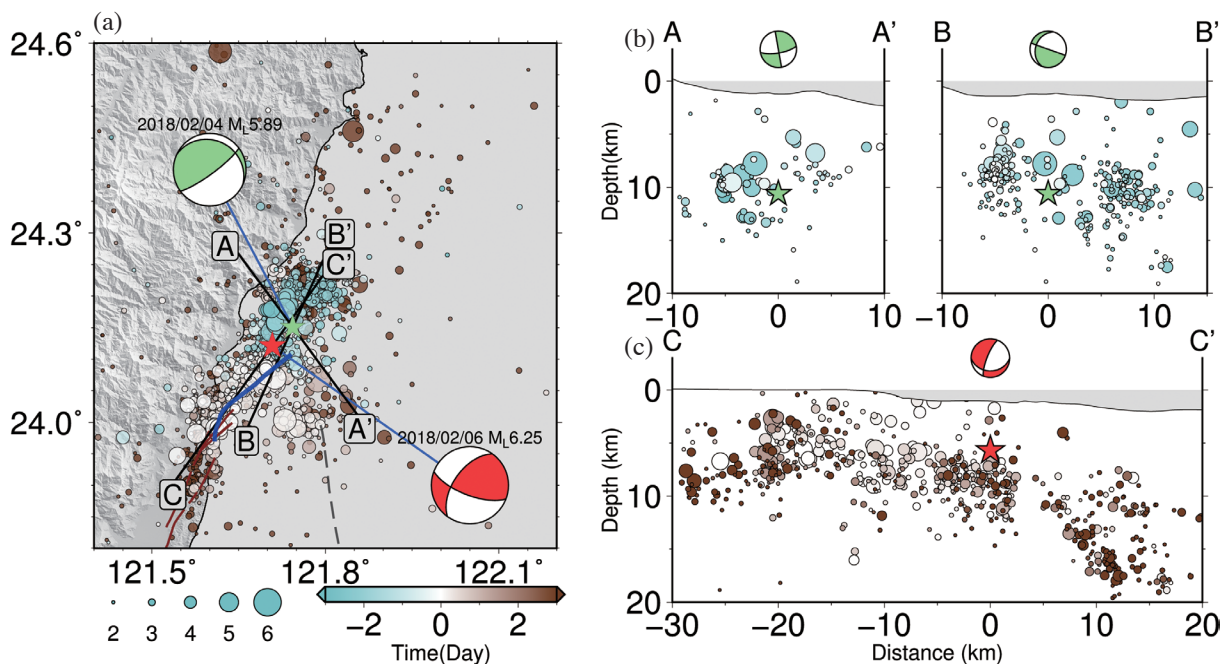 (a)
24.6°
24.3°
24.0°
121.5
121.8
122.1
2018/02/04 ML5.89
A
B'
C'
B
A'
C
2018/02/06 ML6.25
2 3 4 5 6
−2 0 2
Time(Day)
(b)
A A'
B B'
Depth(km)
0
10
20
−10 0 10
−10 0 10
(c)
C C'
Depth (km)
0
10
20
−30 −20 −10 0 10 20
Distance (km)